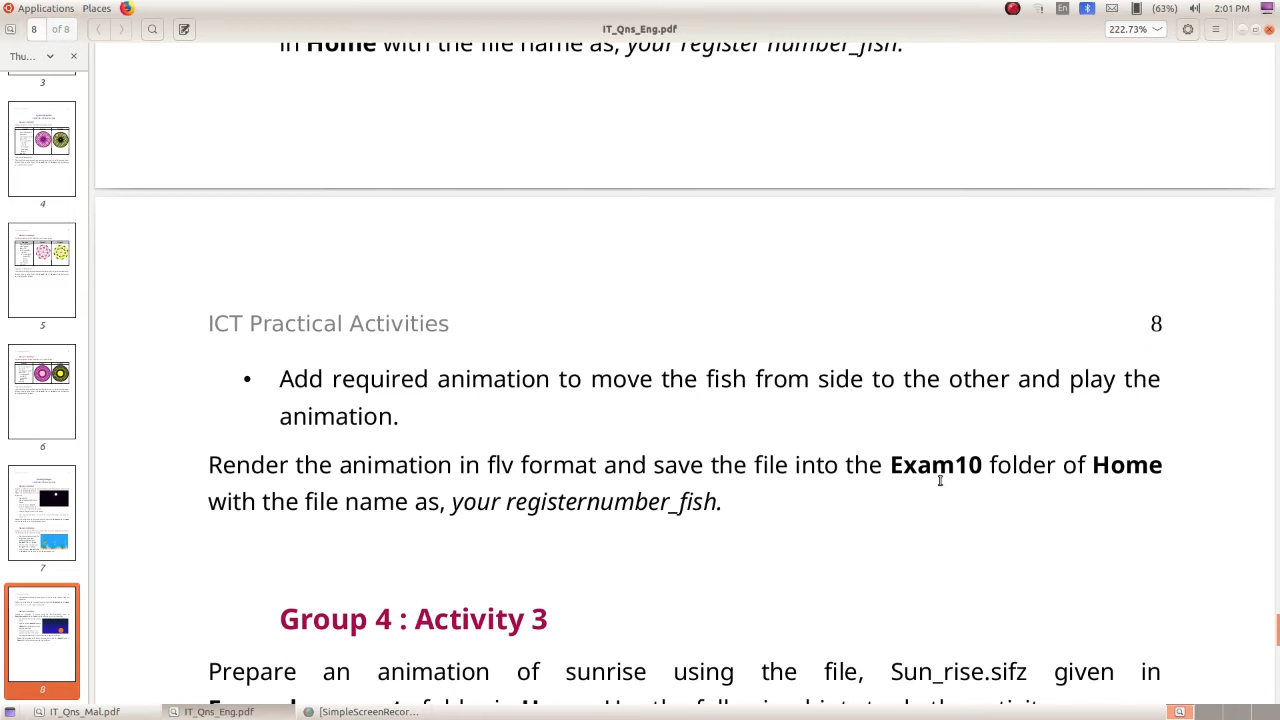 Applications Places En (63%) 2:01 PM
8 of 8 IT_Qns_Eng.pdf 222.73%
Thu...
in Home with the file name as, your register number_fish.
3
4
5
6
7
8
ICT Practical Activities 8
• Add required animation to move the fish from side to the other and play the
animation.
Render the animation in flv format and save the file into the Exam10 folder of Home
with the file name as, your registernumber_fish.
Group 4 : Activity 3
Prepare an animation of sunrise using the file, Sun_rise.sifz given in
IT_Qns_Mal.pdf IT_Qns_Eng.pdf [SimpleScreenRecor...